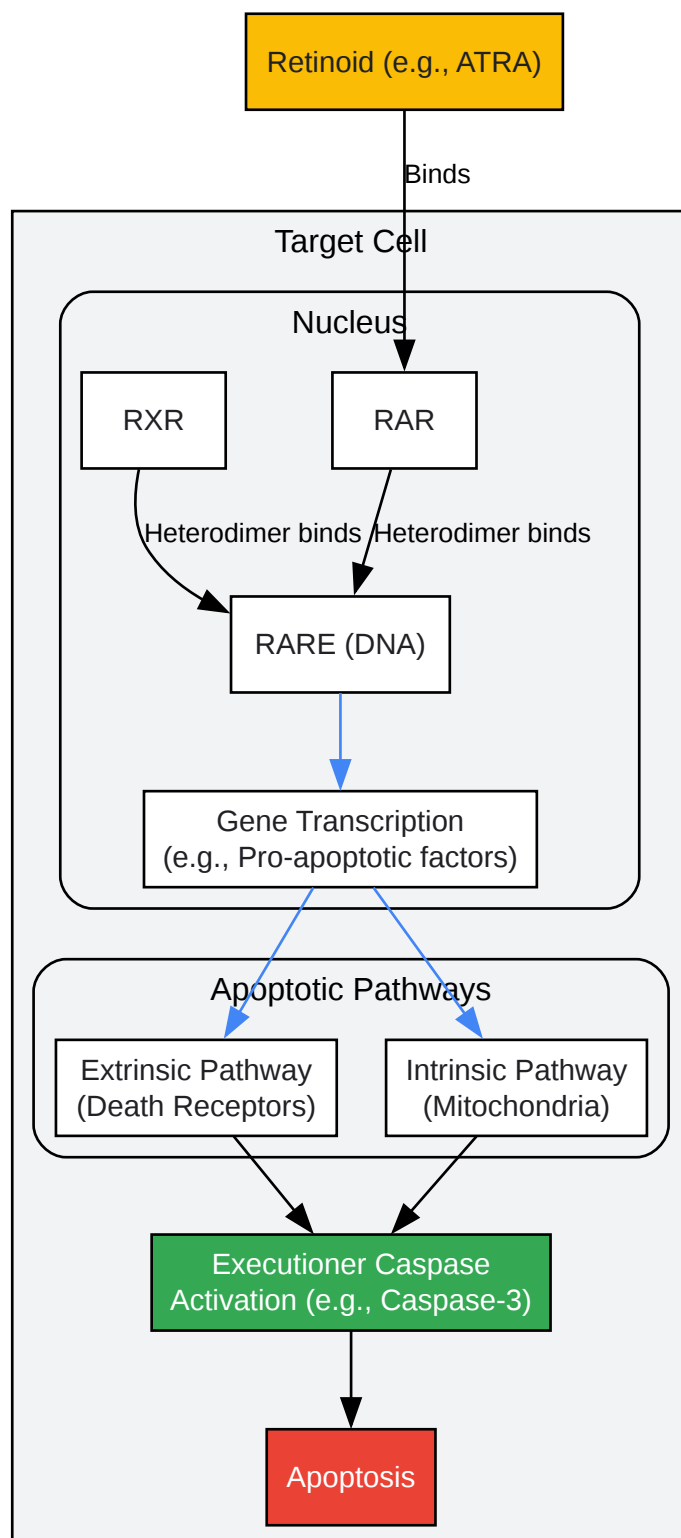 Retinoid (e.g., ATRA)
Binds
Target Cell
Nucleus
RXR
RAR
Heterodimer binds
Heterodimer binds
RARE (DNA)
Gene Transcription
(e.g., Pro-apoptotic factors)
Apoptotic Pathways
Extrinsic Pathway
(Death Receptors)
Intrinsic Pathway
(Mitochondria)
Executioner Caspase
Activation (e.g., Caspase-3)
Apoptosis